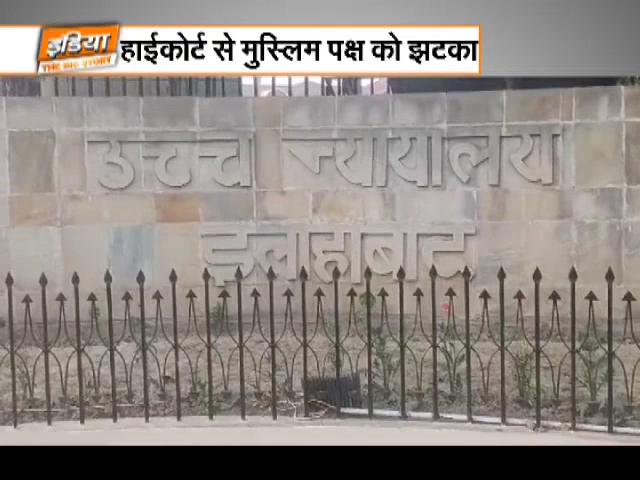 इंडिया
THE BIG STORY
हाईकोर्ट से मुस्लिम पक्ष को झटका
उच्च न्यायालय
इलाहाबाद